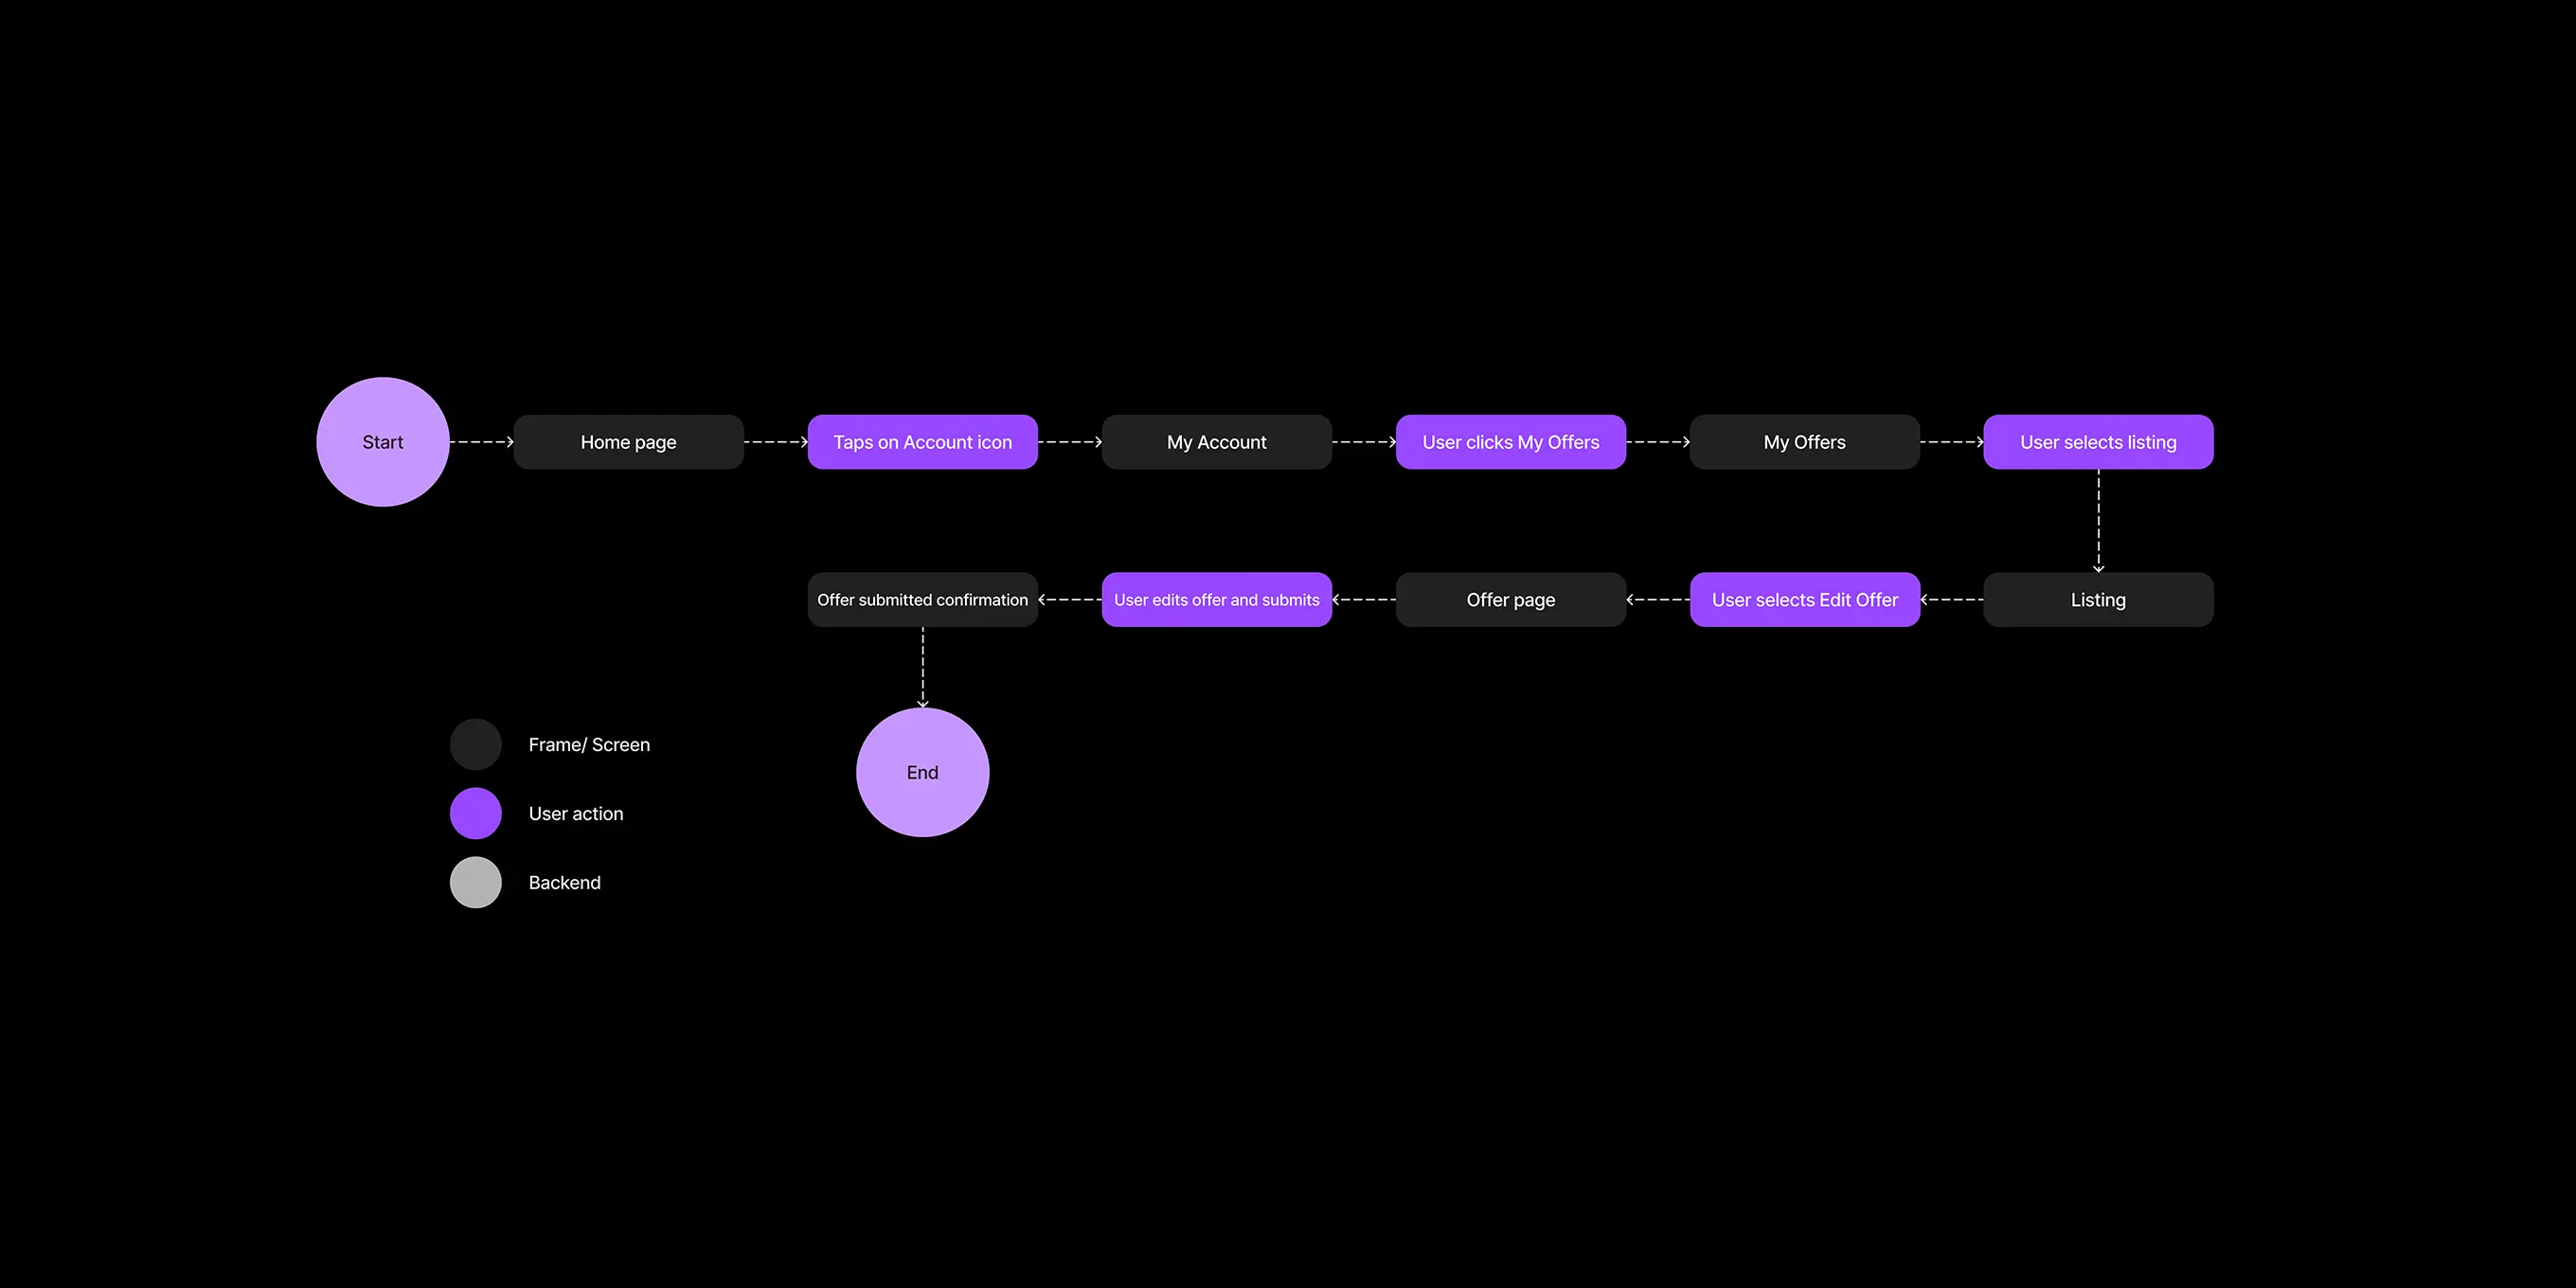 Start
Home page
Taps on Account icon
My Account
User clicks My Offers
My Offers
User selects listing
Listing
User selects Edit Offer
Offer page
User edits offer and submits
Offer submitted confirmation
End
Frame/ Screen
User action
Backend